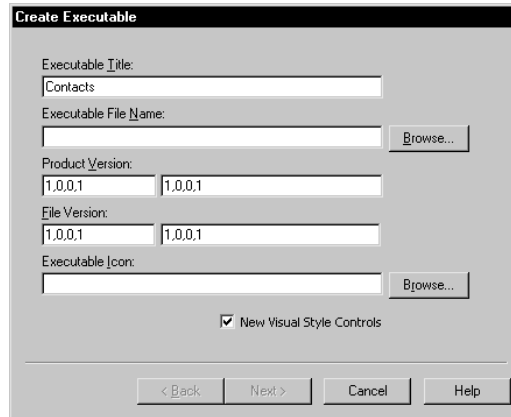 Create Executable
Executable Title:
Contacts
Executable File Name:
Browse...
Product Version:
1,0,0,1 1,0,0,1
File Version:
1,0,0,1 1,0,0,1
Executable Icon:
Browse...
New Visual Style Controls
< Back Next > Cancel Help